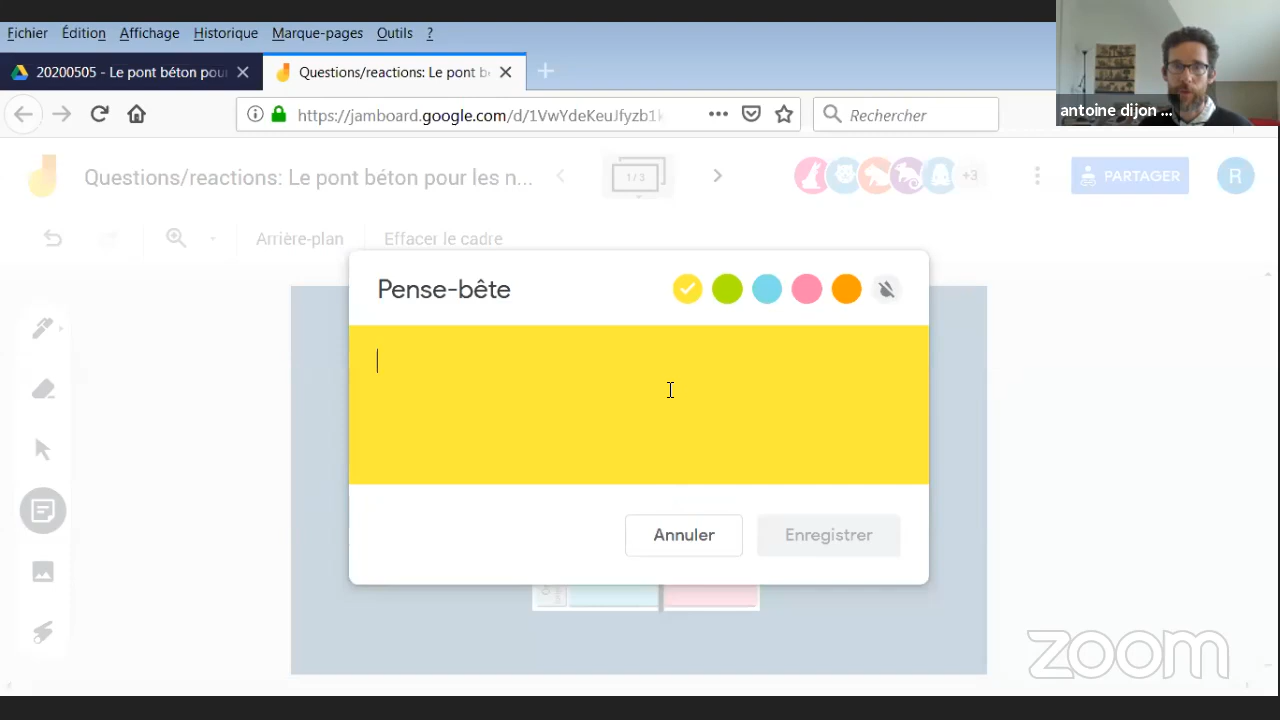 Fichier Édition Affichage Historique Marque-pages Outils ?
20200505 - Le pont béton pou
Questions/reactions: Le pont b
https://jamboard.google.com/d/1VwYdeKeuJfyzb1
Rechercher
antoine dijon ...
Questions/reactions: Le pont béton pour les n...
1 / 3
+3
PARTAGER
R
Arrière-plan
Effacer le cadre
Pense-bête
Annuler
Enregistrer
zoom